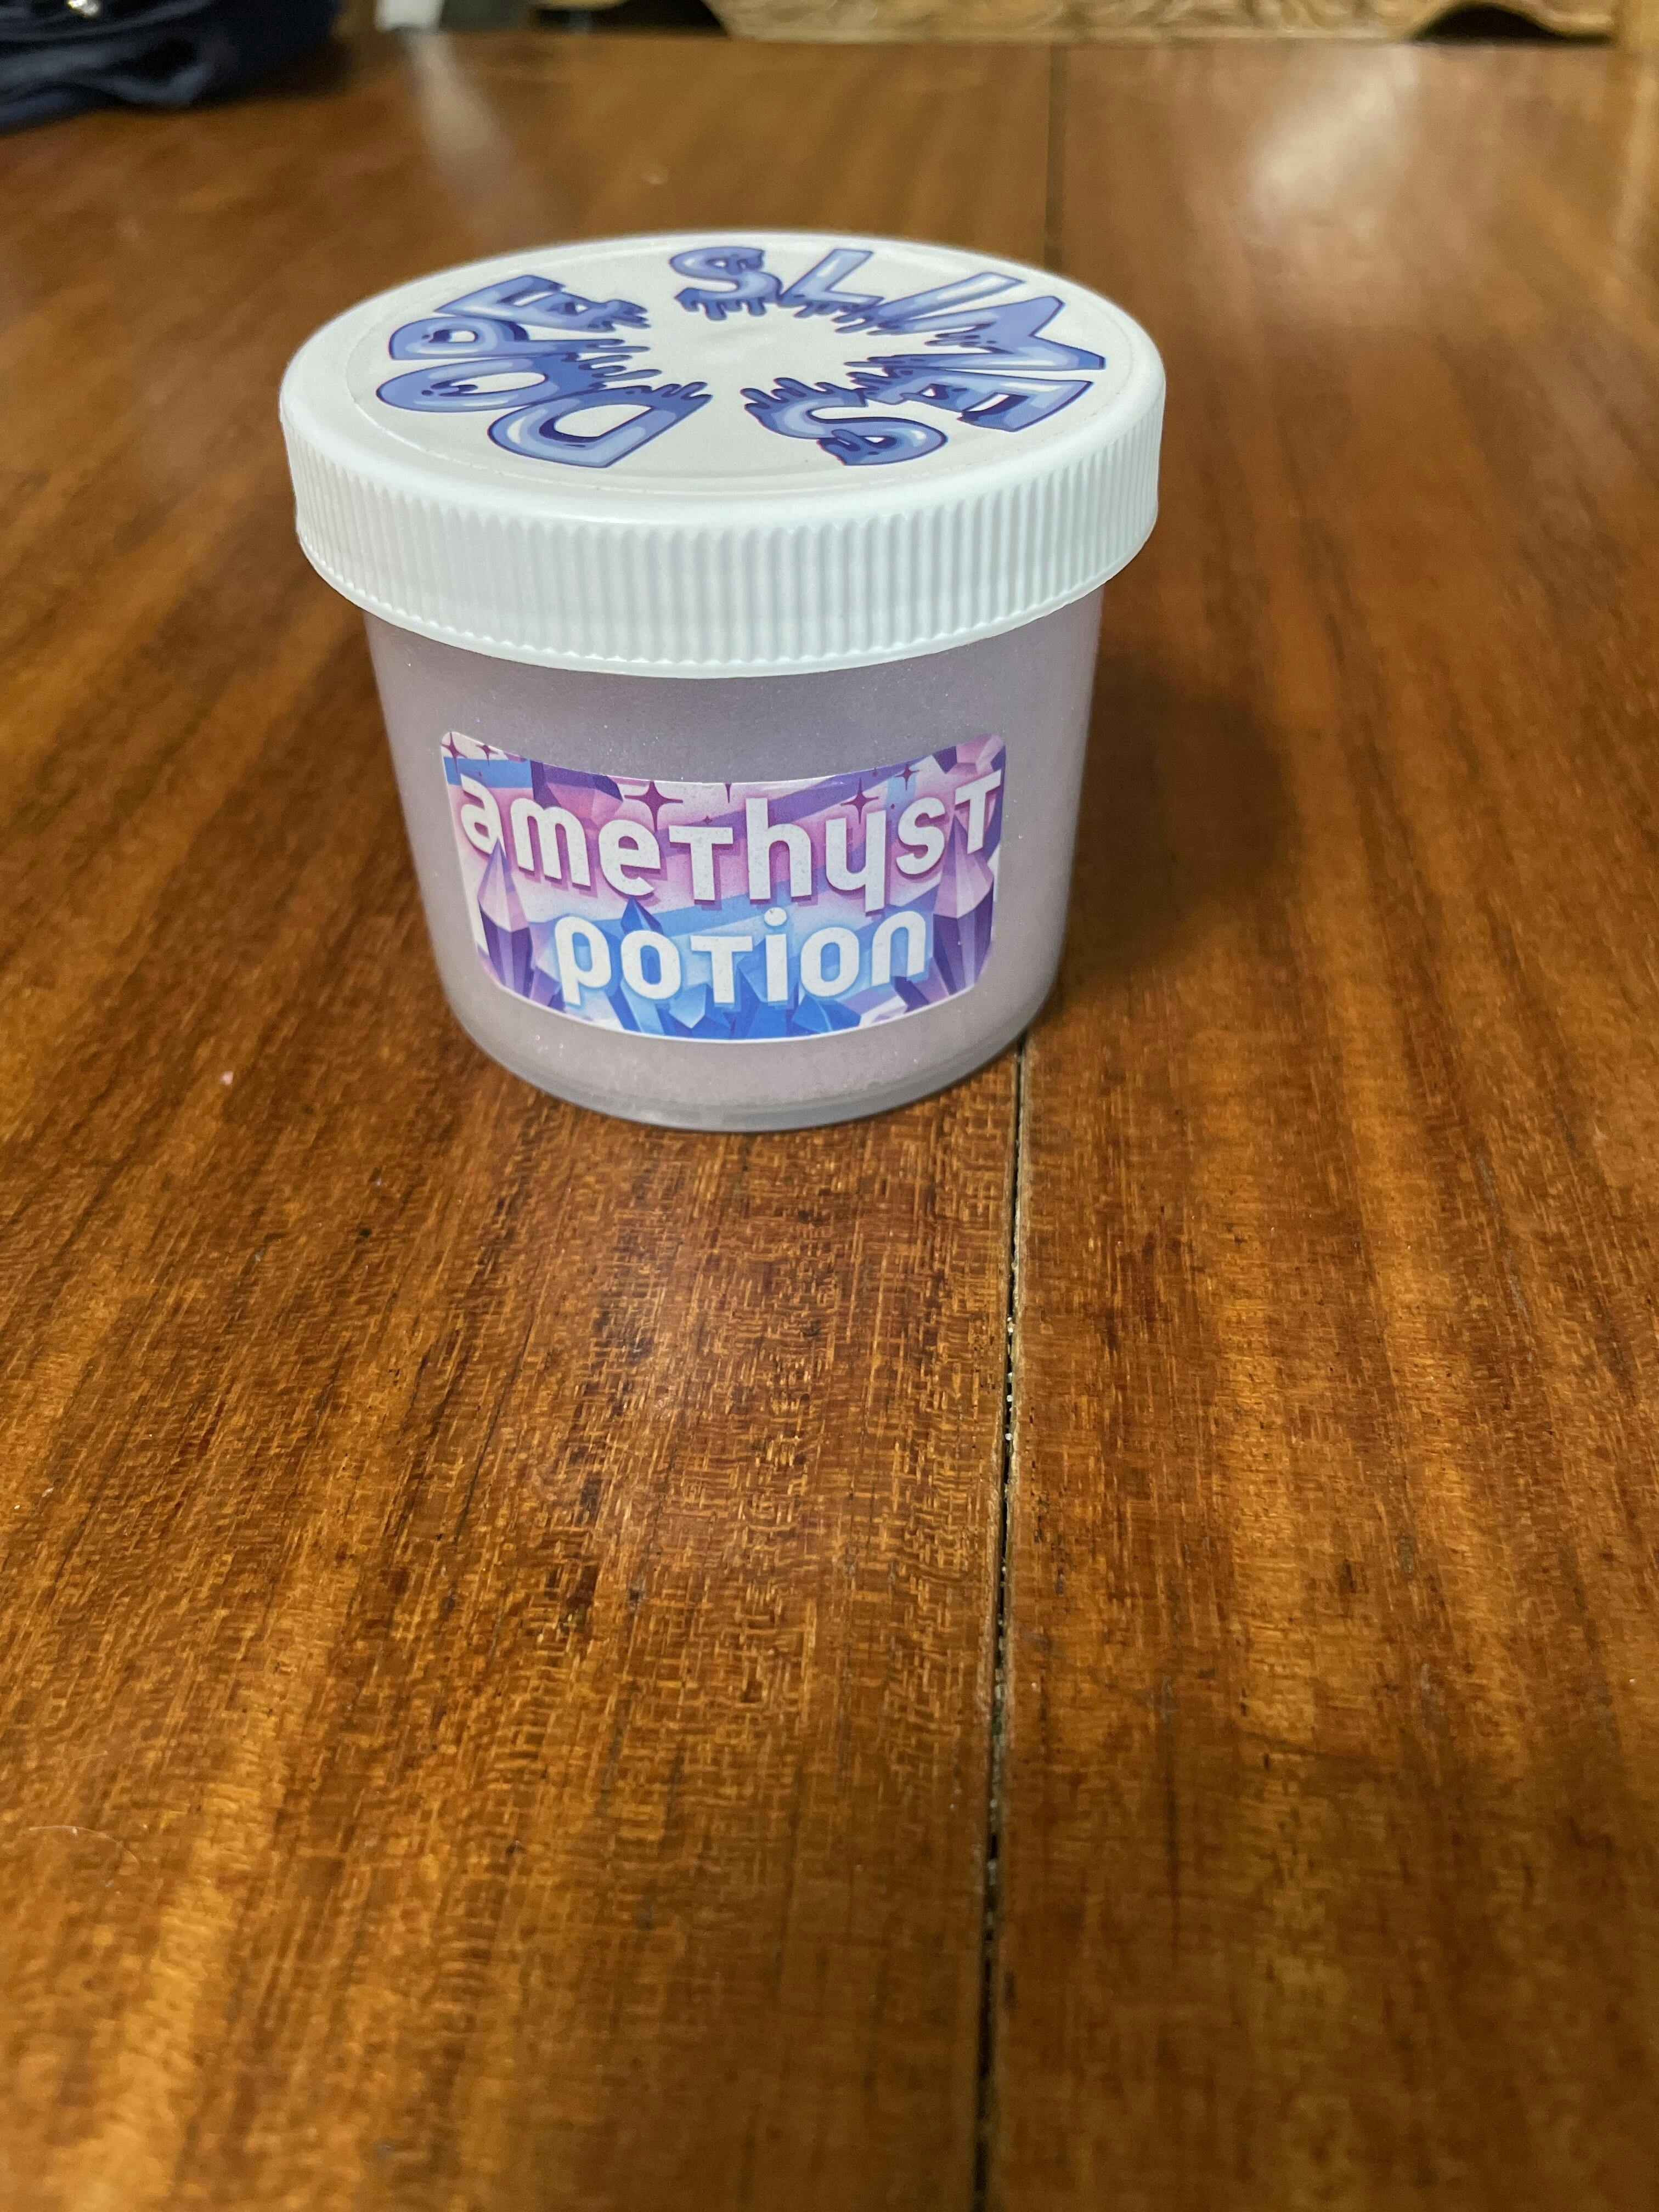 DOPE SLIMES
ameThysT
poTion